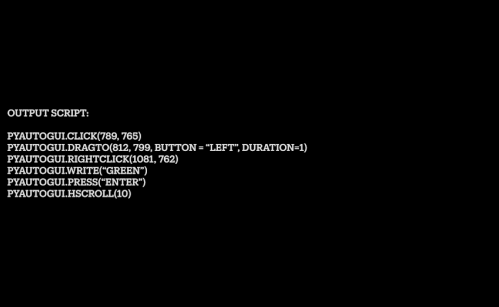 OUTPUT SCRIPT:
PYAUTOGUI.CLICK(789, 765)
PYAUTOGUI.DRAGTO(812, 799, BUTTON = "LEFT", DURATION=1)
PYAUTOGUI.RIGHTCLICK(1081, 762)
PYAUTOGUI.WRITE("GREEN")
PYAUTOGUI.PRESS("ENTER")
PYAUTOGUI.HSCROLL(10)